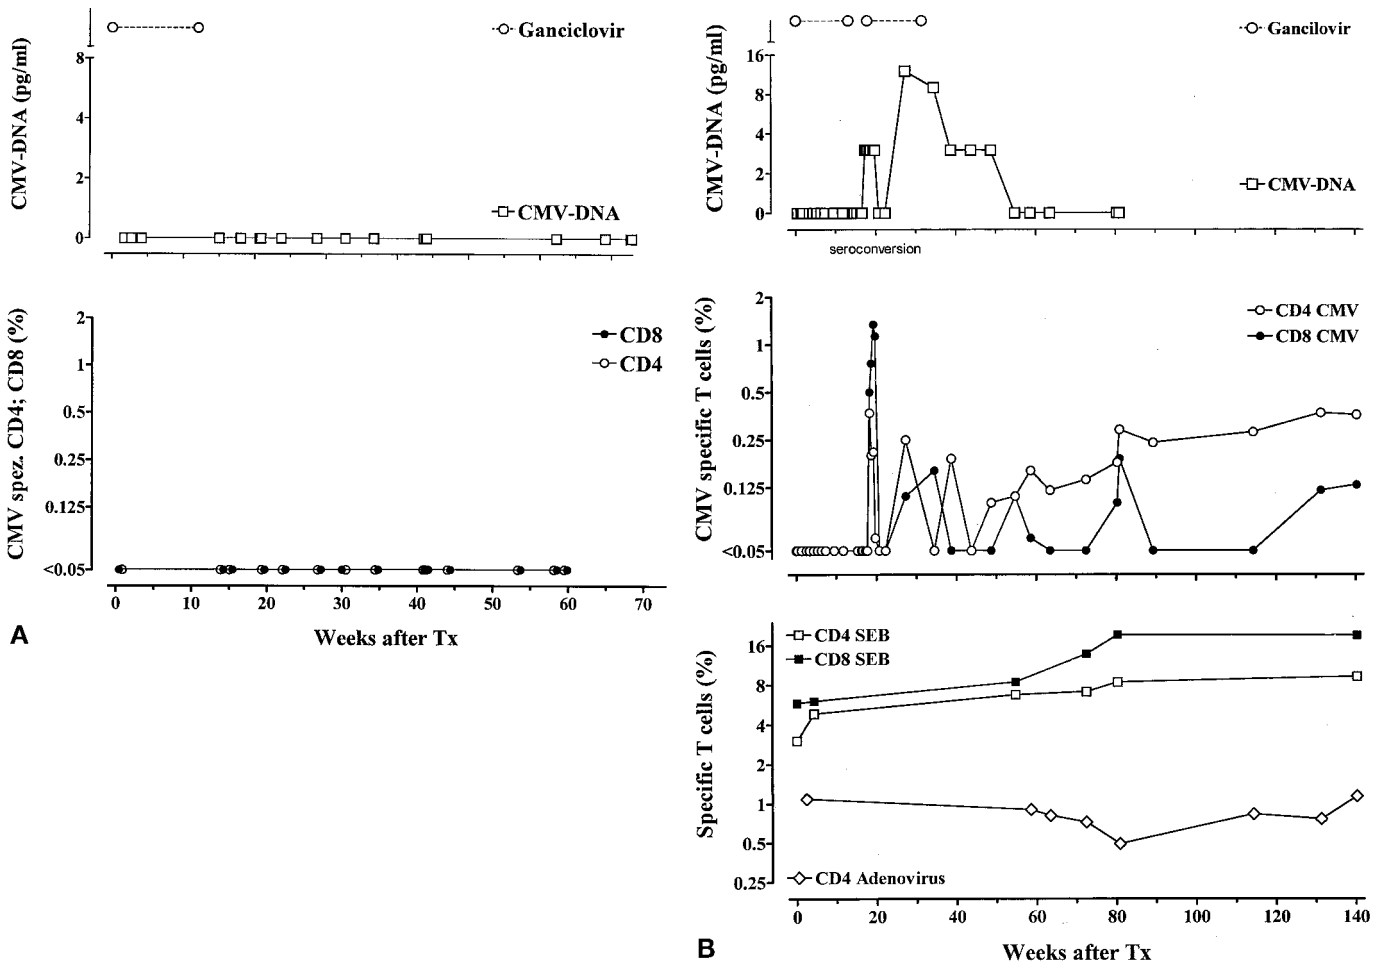 CMV-DNA (pg/ml)
8
4
2
0
Ganciclovir
CMV-DNA
CMV spez. CD4; CD8 (%)
2
1
0.5
0.25
0.125
<0.05
CD8
CD4
0 10 20 30 40 50 60 70
Weeks after Tx
A
CMV-DNA (pg/ml)
16
8
4
2
0
Gancilovir
CMV-DNA
seroconversion
CMV specific T cells (%)
2
1
0.5
0.25
0.125
<0.05
CD4 CMV
CD8 CMV
Specific T cells (%)
16
8
4
2
1
0.5
0.25
CD4 SEB
CD8 SEB
CD4 Adenovirus
0 20 40 60 80 100 120 140
Weeks after Tx
B